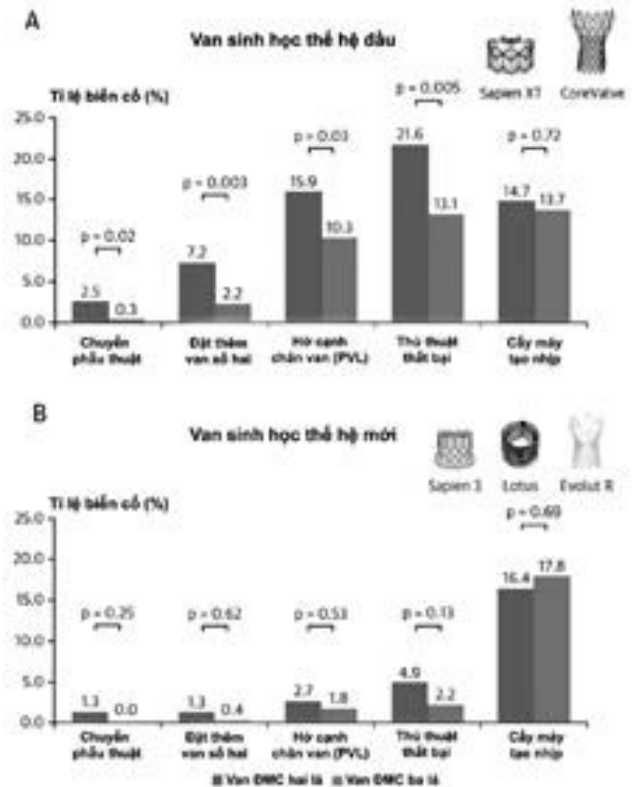 A
Van sinh học thế hệ đầu
Sapien XT CoreValve
Tỉ lệ biến cố (%)
p = 0.005
25.0
21.6
p = 0.03
p = 0.72
20.0
p = 0.003
15.9
14.7
13.7
15.0
13.1
p = 0.02
10.3
10.0
7.2
5.0
2.5
2.2
0.3
0.0
Chuyển phẫu thuật
Đặt thêm van số hai
Hở cạnh chân van (PVL)
Thủ thuật thất bại
Cấy máy tạo nhịp
B
Van sinh học thế hệ mới
Sapien 3 Lotus Evolut R
Tỉ lệ biến cố (%)
p = 0.69
25.0
20.0
17.8
16.4
15.0
p = 0.25 p = 0.62 p = 0.53 p = 0.13
10.0
5.0
4.9
2.7
1.8
2.2
1.3
0.0
1.3
0.4
0.0
Chuyển phẫu thuật
Đặt thêm van số hai
Hở cạnh chân van (PVL)
Thủ thuật thất bại
Cấy máy tạo nhịp
Van ĐMC hai lá Van ĐMC ba lá